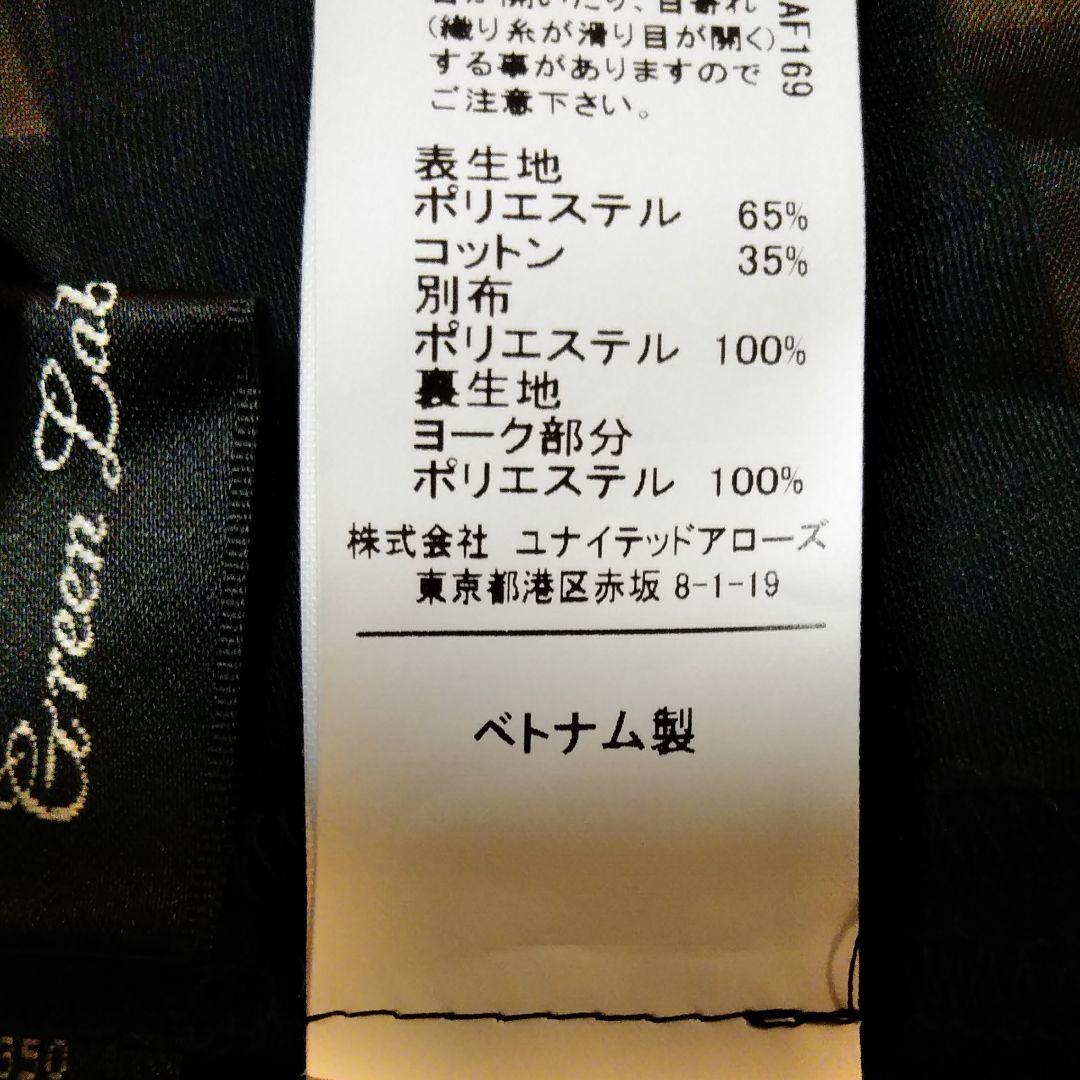 (織り糸が滑り目が開く)
する事がありますので
ご注意下さい。
AF169
表生地
ポリエステル 65%
コットン 35%
別布
ポリエステル 100%
裏生地
ヨーク部分
ポリエステル 100%
株式会社 ユナイテッドアローズ
東京都港区赤坂 8-1-19
ベトナム製
Green Lab
350